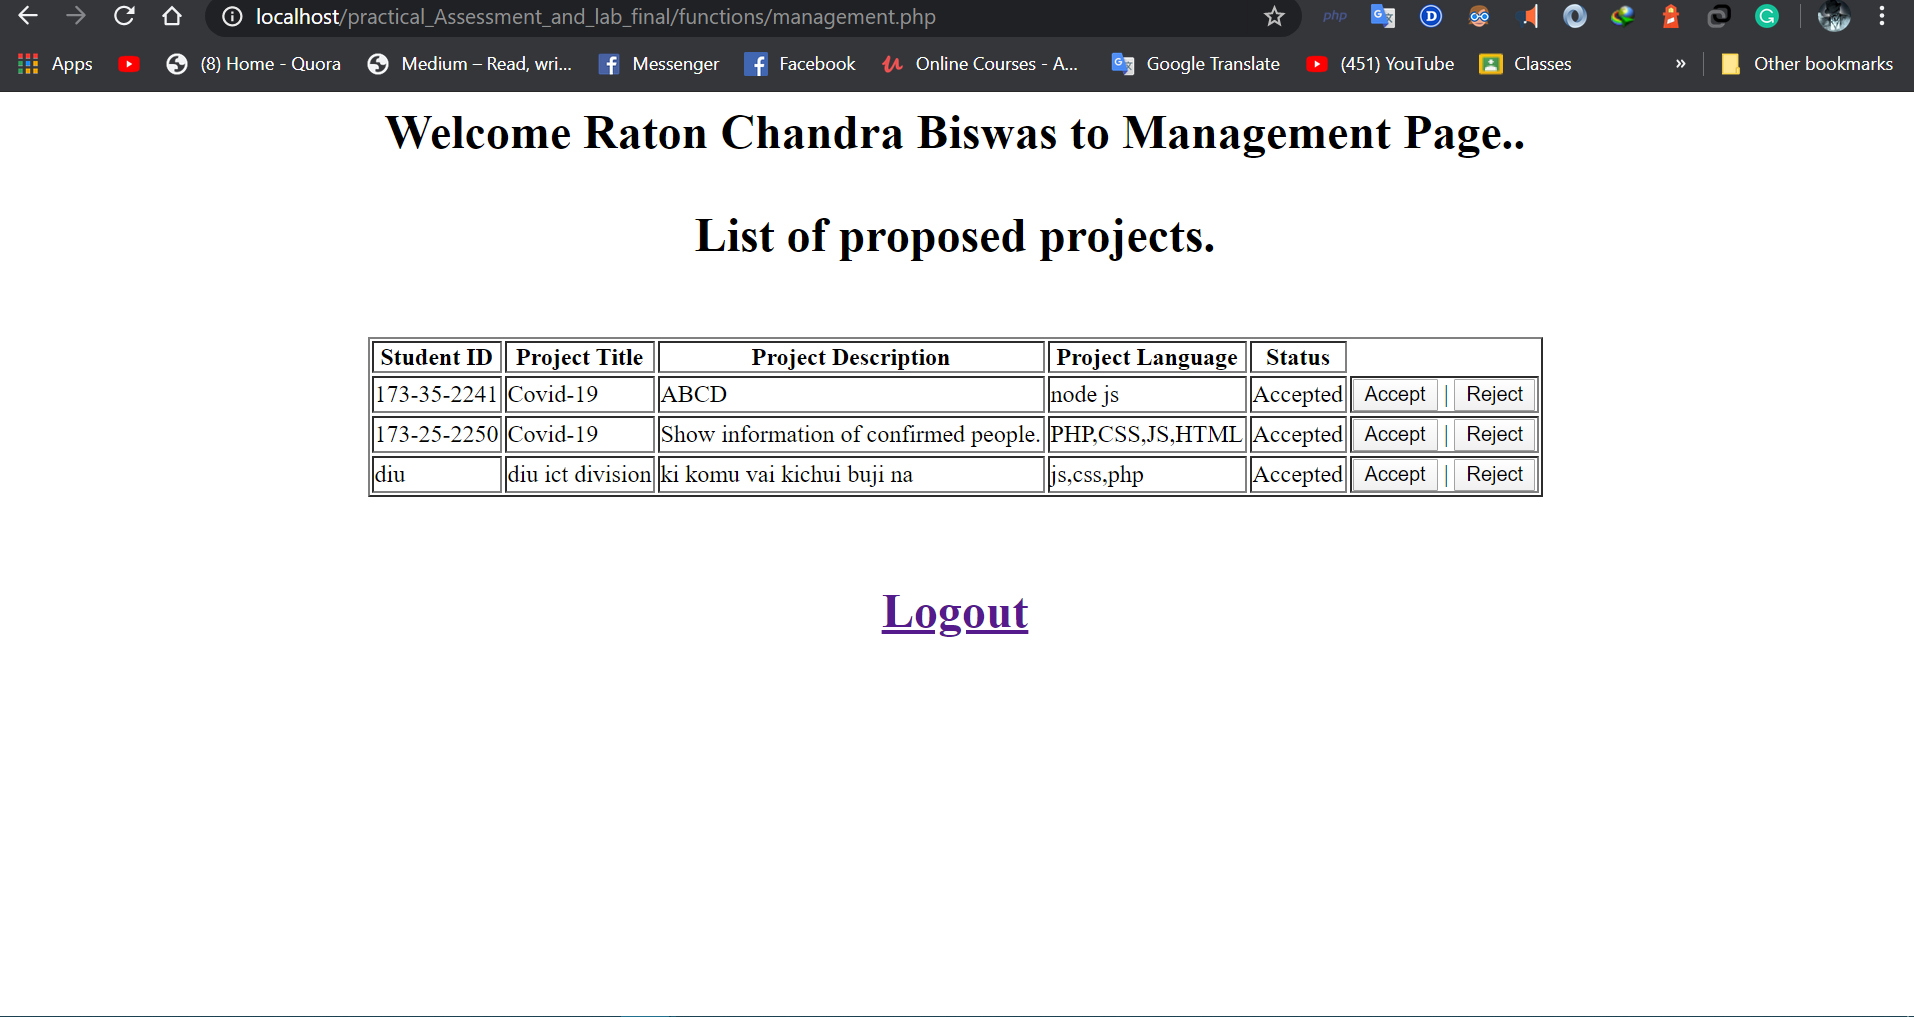 localhost/practical_Assessment_and_lab_final/functions/management.php php
Apps (8) Home - Quora Medium – Read, wri... Messenger Facebook Online Courses - A... Google Translate (451) YouTube Classes » Other bookmarks
Welcome Raton Chandra Biswas to Management Page..
List of proposed projects.
Student ID Project Title Project Description Project Language Status
173-35-2241 Covid-19 ABCD node js Accepted Accept | Reject
173-25-2250 Covid-19 Show information of confirmed people. PHP,CSS,JS,HTML Accepted Accept | Reject
diu diu ict division ki komu vai kichui buji na js,css,php Accepted Accept | Reject
Logout